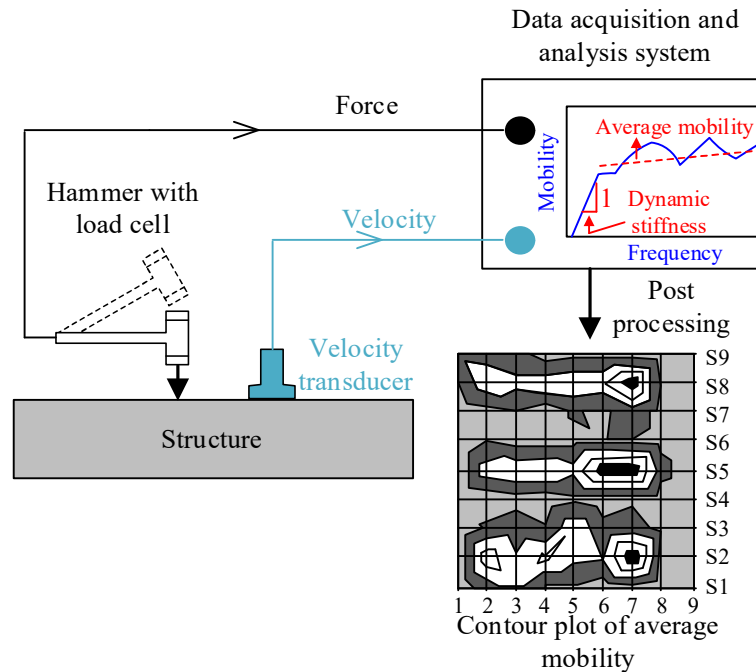 Data acquisition and
analysis system
Force
Average mobility
Mobility
1
Dynamic
stiffness
Frequency
Hammer with
load cell
Velocity
Post
processing
Velocity
transducer
Structure
S9
S8
S7
S6
S5
S4
S3
S2
S1
1 2 3 4 5 6 7 8 9
Contour plot of average
mobility